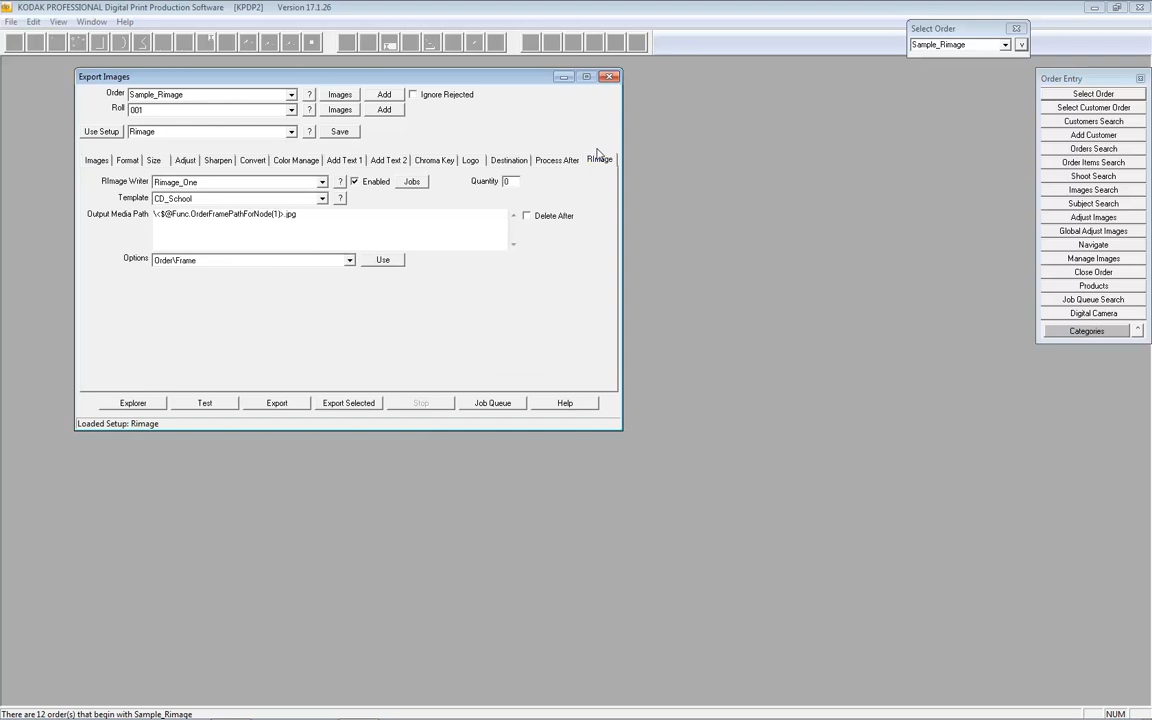 KODAK PROFESSIONAL Digital Print Production Software [KPDP2] Version 17.1.26
File Edit View Window Help
Select Order
Sample_Rimage v
Export Images
Order Sample_Rimage ? Images Add Ignore Rejected
Roll 001 ? Images Add
Use Setup Rimage ? Save
Images Format Size Adjust Sharpen Convert Color Manage Add Text 1 Add Text 2 Chroma Key Logo Destination Process After RImage
RImage Writer Rimage_One ? Enabled Jobs Quantity 0
Template CD_School ?
Output Media Path \<$@Func.OrderFramePathForNode(1)>.jpg Delete After
Options Order\Frame Use
Explorer Test Export Export Selected Stop Job Queue Help
Loaded Setup: Rimage
Order Entry
Select Order
Select Customer Order
Customers Search
Add Customer
Orders Search
Order Items Search
Shoot Search
Images Search
Subject Search
Adjust Images
Global Adjust Images
Navigate
Manage Images
Close Order
Products
Job Queue Search
Digital Camera
Categories ^
There are 12 order(s) that begin with Sample_Rimage NUM